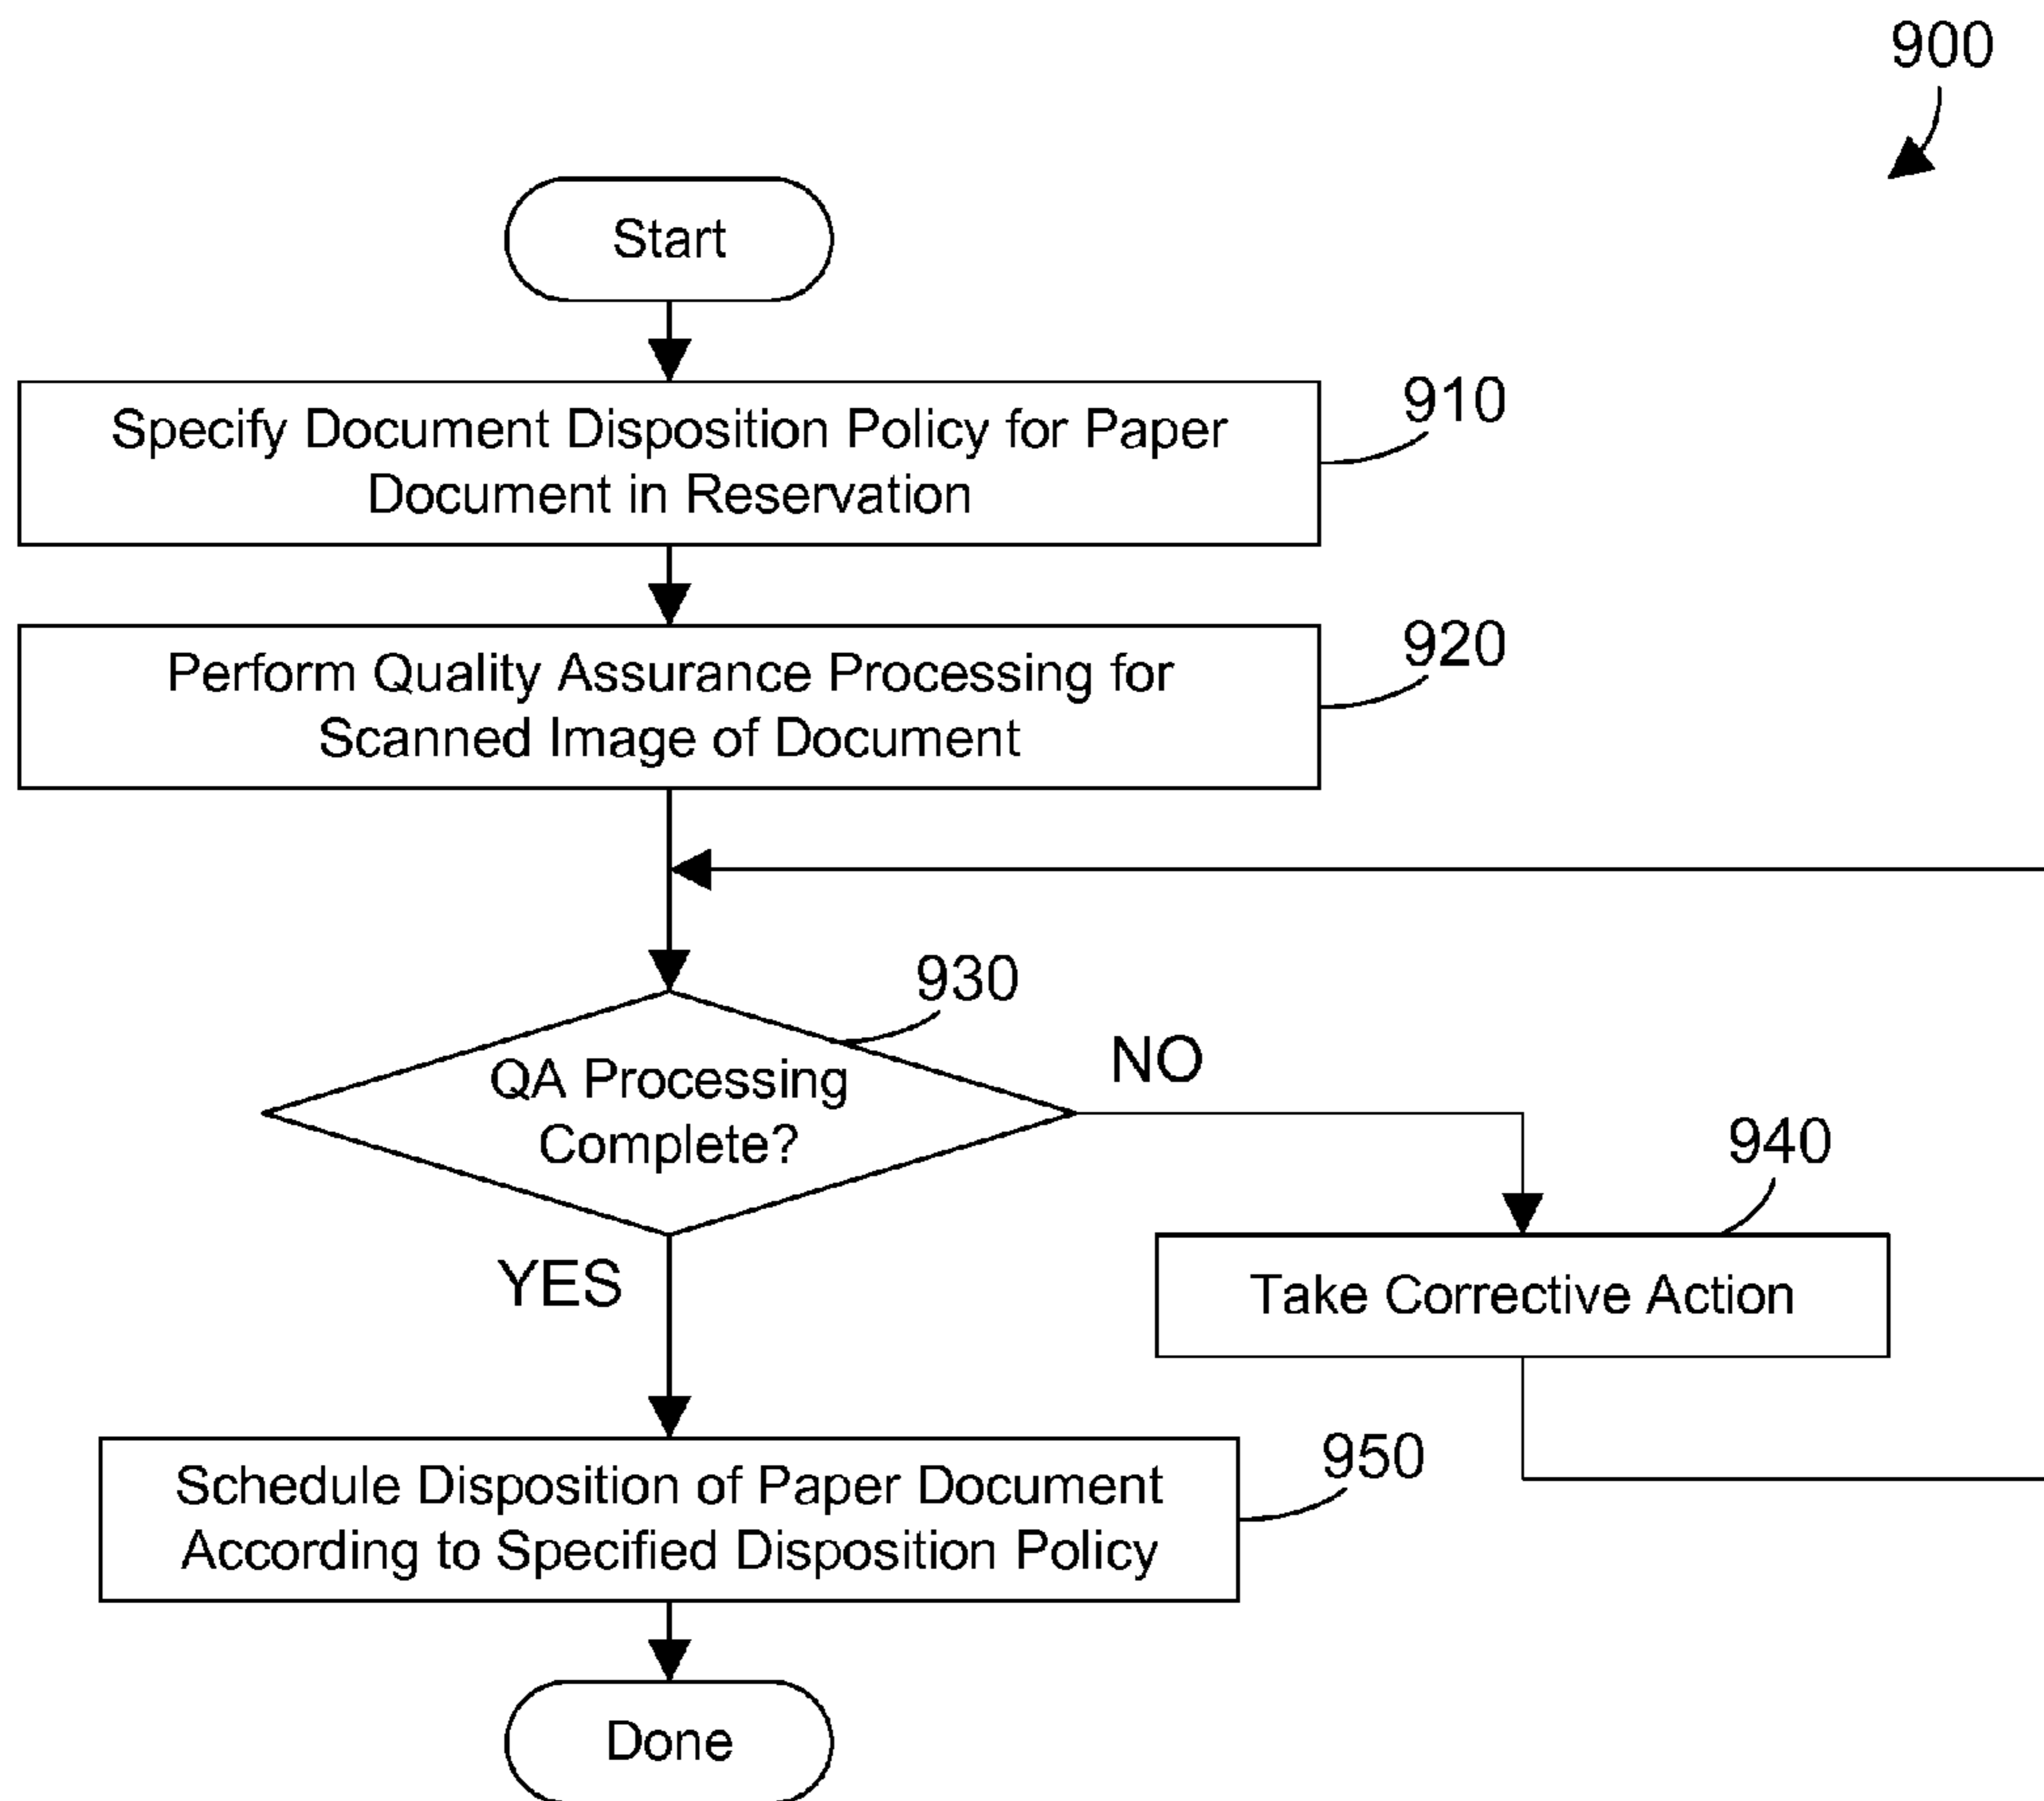 900
Start
Specify Document Disposition Policy for Paper
Document in Reservation
910
Perform Quality Assurance Processing for
Scanned Image of Document
920
930
QA Processing
Complete?
NO
940
YES
Take Corrective Action
Schedule Disposition of Paper Document
According to Specified Disposition Policy
950
Done